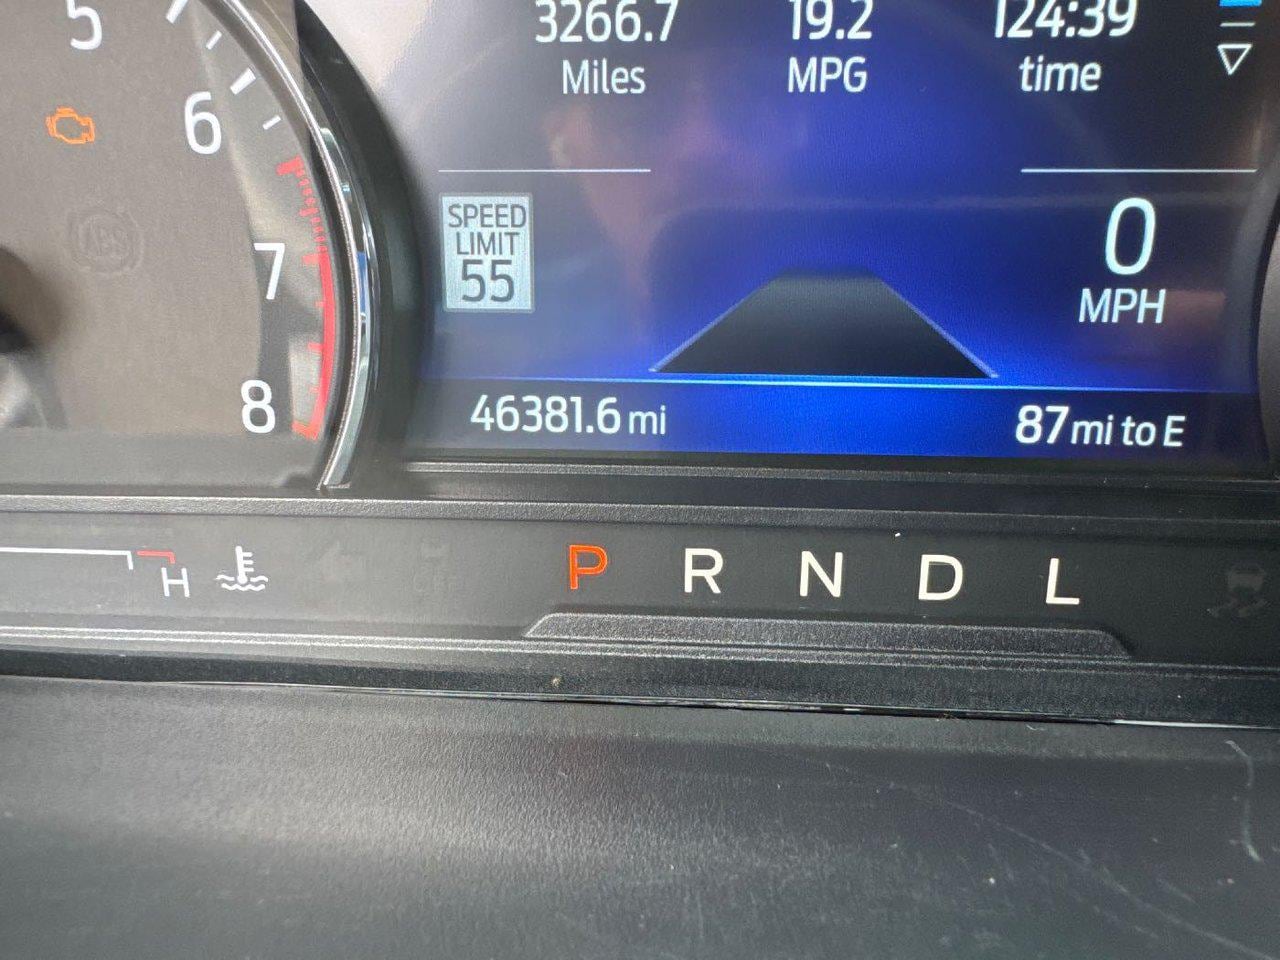 5
3266.7 19.2 124:39
Miles MPG time
6
ABS
SPEED
LIMIT
55
0
MPH
7
8
46381.6 mi 87 mi to E
H
P R N D L